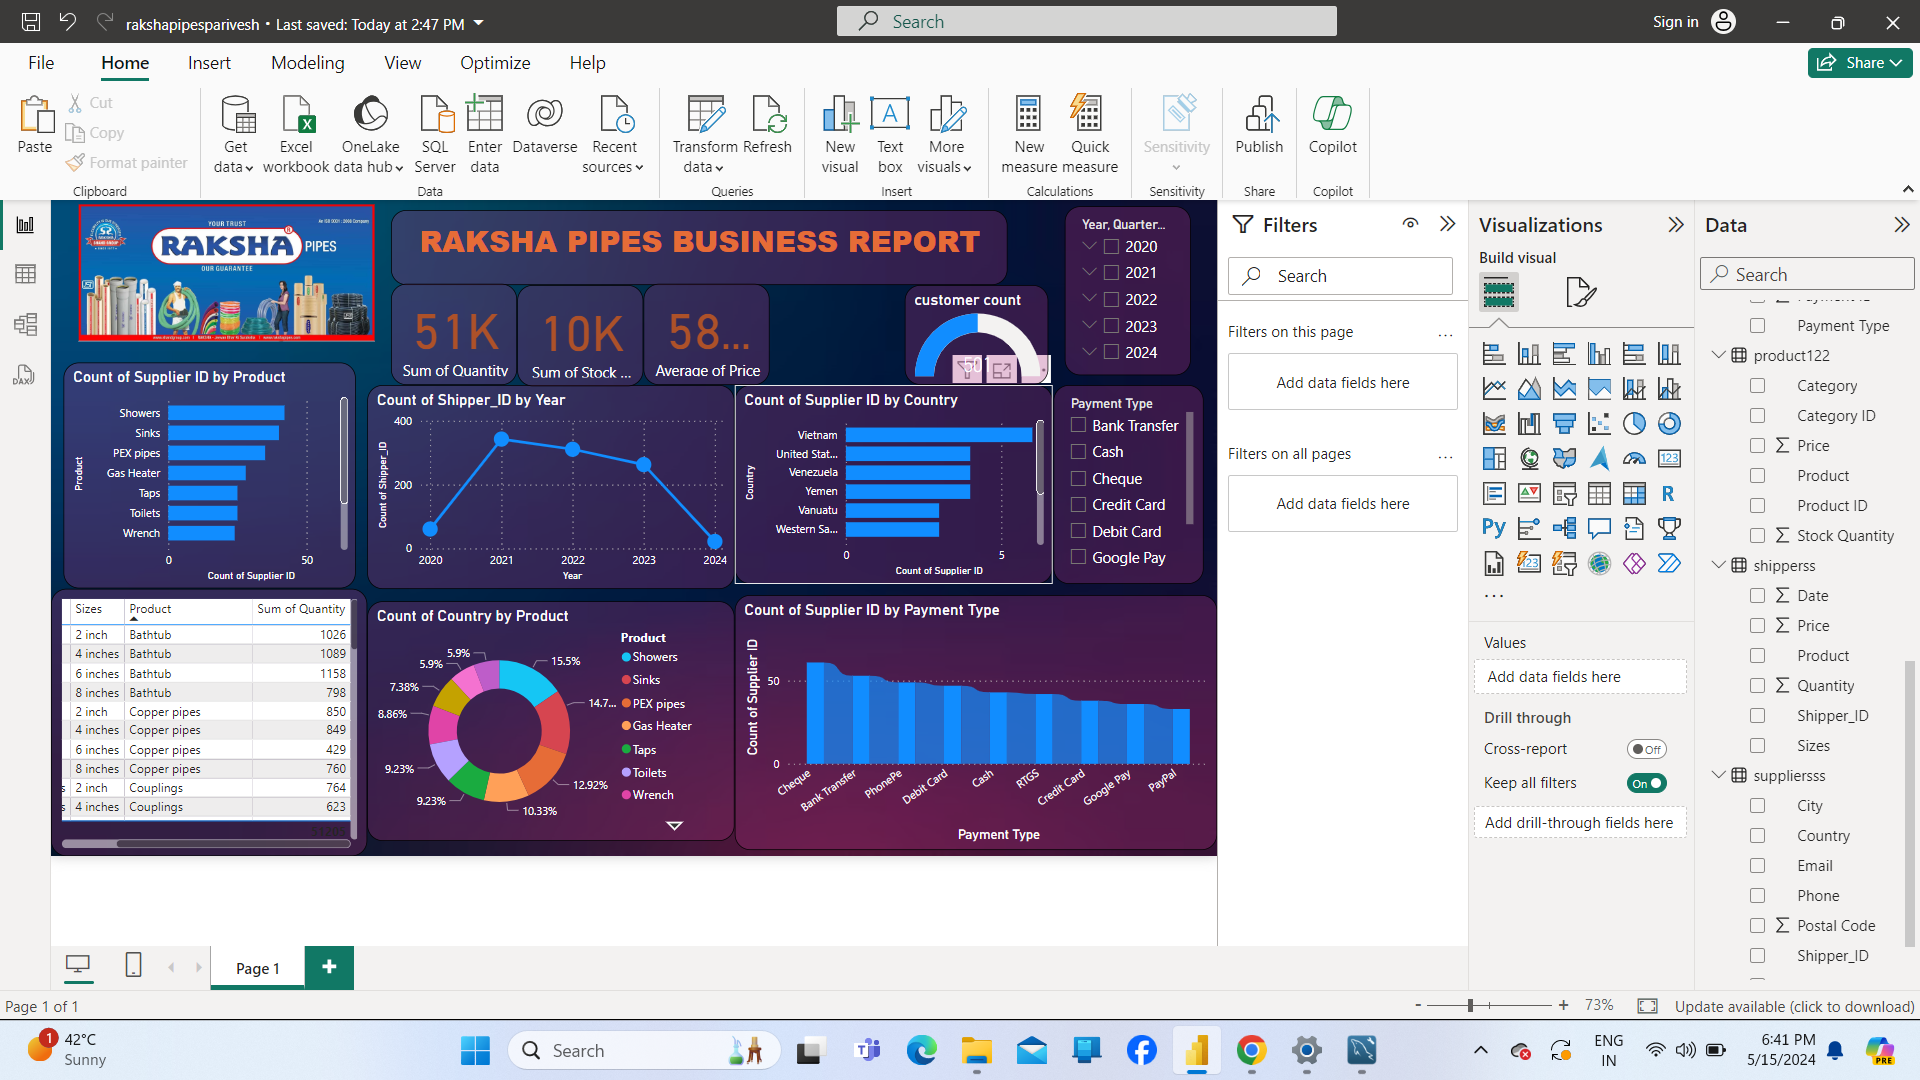 rakshapipesparivesh • Last saved: Today at 2:47 PM
Search
Sign in
File
Home
Insert
Modeling
View
Optimize
Help
Share
Paste
Cut
Copy
Format painter
Clipboard
Get data
Excel workbook
OneLake data hub
SQL Server
Enter data
Dataverse
Recent sources
Data
Transform data
Refresh
Queries
New visual
Text box
More visuals
Insert
New measure
Quick measure
Calculations
Sensitivity
Sensitivity
Publish
Share
Copilot
Copilot
YOUR TRUST
RAKSHA PIPES
OUR GUARANTEE
RAKSHA PIPES BUSINESS REPORT
51K
Sum of Quantity
10K
Sum of Stock ...
58...
Average of Price
customer count
501
Year, Quarter...
2020
2021
2022
2023
2024
Count of Supplier ID by Product
Product
Showers
Sinks
PEX pipes
Gas Heater
Taps
Toilets
Wrench
0
50
Count of Supplier ID
Count of Shipper_ID by Year
Count of Shipper_ID
400
200
0
2020
2021
2022
2023
2024
Year
Count of Supplier ID by Country
Country
Vietnam
United Stat...
Venezuela
Yemen
Vanuatu
Western Sa...
0
5
Count of Supplier ID
Payment Type
Bank Transfer
Cash
Cheque
Credit Card
Debit Card
Google Pay
Sizes Product Sum of Quantity
2 inch Bathtub 1026
4 inches Bathtub 1089
6 inches Bathtub 1158
8 inches Bathtub 798
2 inch Copper pipes 850
4 inches Copper pipes 849
6 inches Copper pipes 429
8 inches Copper pipes 760
s 2 inch Couplings 764
s 4 inches Couplings 623
Count of Country by Product
15.5%
14.7...
12.92%
10.33%
9.23%
9.23%
8.86%
7.38%
5.9%
5.9%
Product
Showers
Sinks
PEX pipes
Gas Heater
Taps
Toilets
Wrench
Count of Supplier ID by Payment Type
Count of Supplier ID
50
0
Cheque
Bank Transfer
PhonePe
Debit Card
Cash
RTGS
Credit Card
Google Pay
PayPal
Payment Type
Filters
Search
Filters on this page
...
Add data fields here
Filters on all pages
...
Add data fields here
Visualizations
Build visual
123
R
Py
123
...
Values
Add data fields here
Drill through
Cross-report
Off
Keep all filters
On
Add drill-through fields here
Data
Search
Payment Type
product122
Category
Category ID
Σ Price
Product
Product ID
Σ Stock Quantity
shipperss
Σ Date
Σ Price
Product
Σ Quantity
Shipper_ID
Sizes
suppliersss
City
Country
Email
Phone
Σ Postal Code
Shipper_ID
Page 1
+
Page 1 of 1
- + 73%
Update available (click to download)
1
42°C
Sunny
Search
ENG
IN
6:41 PM
5/15/2024
PRE